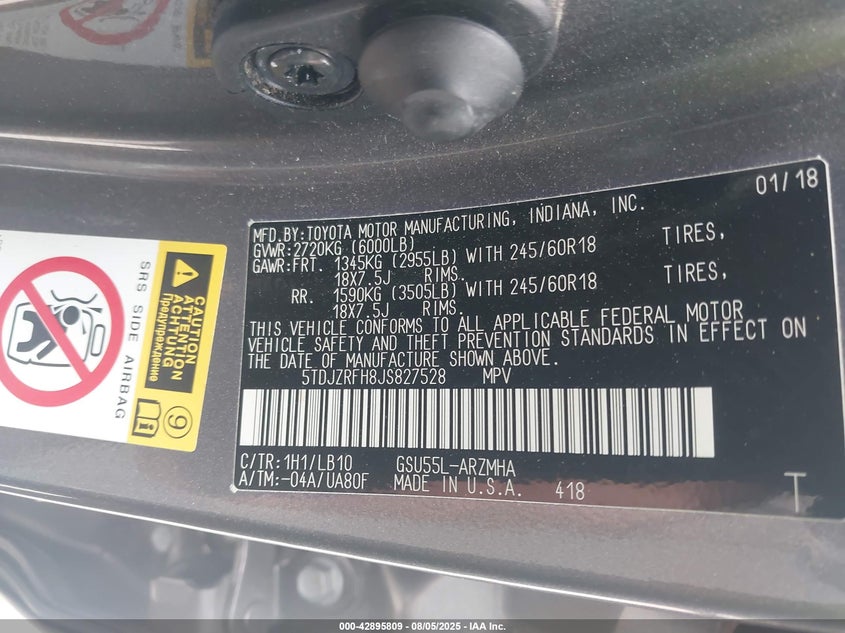 01/18
MFD.BY:TOYOTA MOTOR MANUFACTURING, INDIANA, INC.
GVWR:2720KG (6000LB)
GAWR:FRT. 1345KG (2955LB) WITH 245/60R18 TIRES,
18X7.5J RIMS.
RR. 1590KG (3505LB) WITH 245/60R18 TIRES,
18X7.5J RIMS.
THIS VEHICLE CONFORMS TO ALL APPLICABLE FEDERAL MOTOR
VEHICLE SAFETY AND THEFT PREVENTION STANDARDS IN EFFECT ON
THE DATE OF MANUFACTURE SHOWN ABOVE.
5TDJZRFH8JS827528 MPV
C/TR:1H1/LB10 GSU55L-ARZMHA
A/TM:-04A/UA80F MADE IN U.S.A. 418 T
SRS SIDE AIRBAG
CAUTION
ATTENTION
ACHTUNG
Предупреждение
9
000-42895809 - 08/05/2025 - IAA Inc.